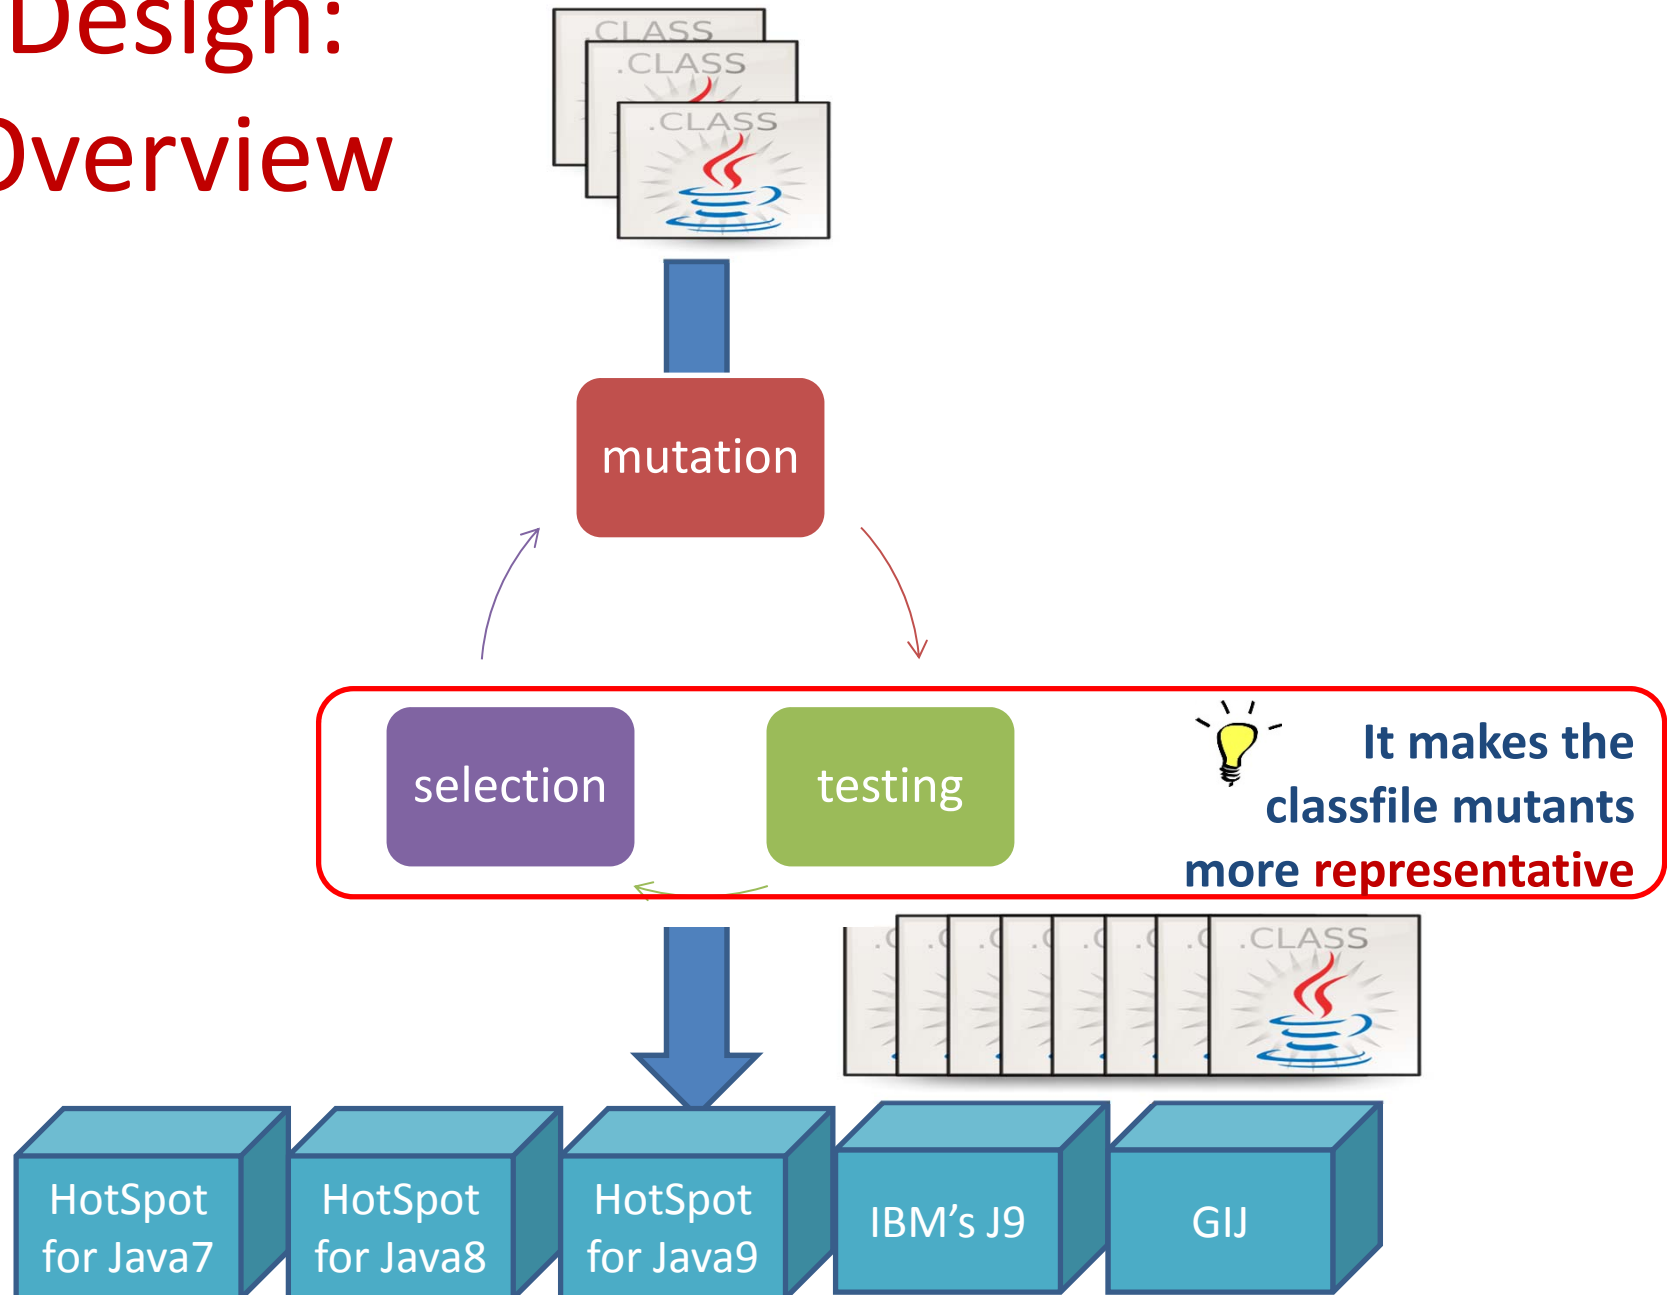 Design:
Overview
.CLASS
.CLASS
.CLASS
mutation
selection
testing
It makes the
classfile mutants
more representative
.C
.C
.C
.C
.C
.C
.C
.CLASS
HotSpot
for Java7
HotSpot
for Java8
HotSpot
for Java9
IBM’s J9
GIJ